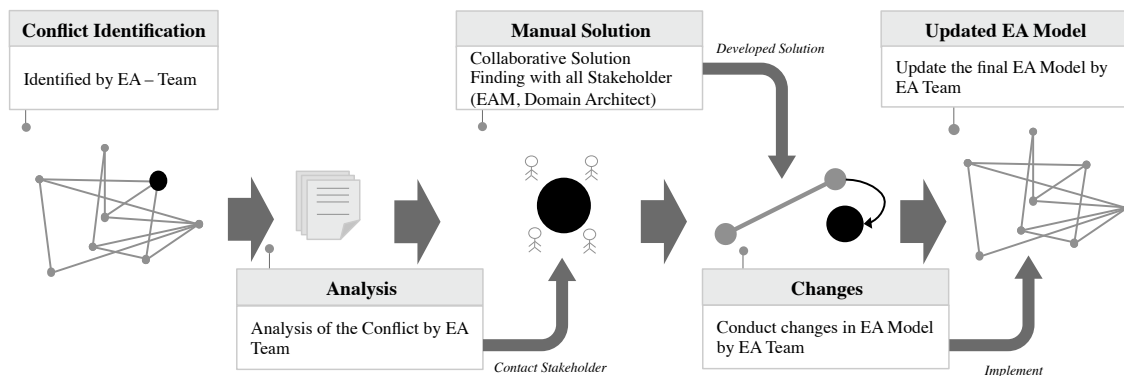 Conflict Identification
Identified by EA – Team
Analysis
Analysis of the Conflict by EA
Team
Contact Stakeholder
Manual Solution
Collaborative Solution
Finding with all Stakeholder
(EAM, Domain Architect)
Developed Solution
Changes
Conduct changes in EA Model
by EA Team
Implement
Updated EA Model
Update the final EA Model by
EA Team